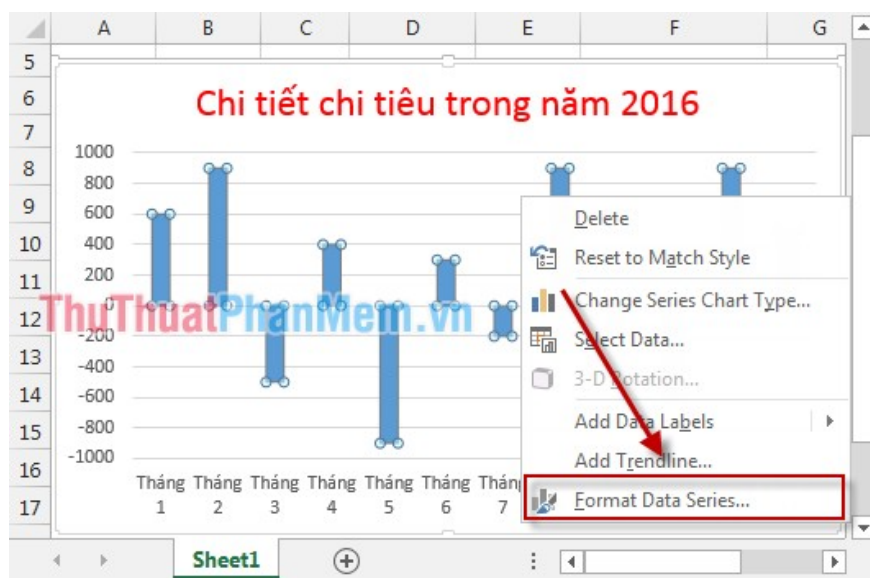 A B C D E F G
5
6
7
8
9
10
11
12
13
14
15
16
17
Chi tiết chi tiêu trong năm 2016
1000
800
600
400
200
0
-200
-400
-600
-800
-1000
Tháng 1 Tháng 2 Tháng 3 Tháng 4 Tháng 5 Tháng 6 Tháng 7
ThuThuatPhanMem.vn
Delete
Reset to Match Style
Change Series Chart Type...
Select Data...
3-D Rotation...
Add Data Labels
Add Trendline...
Format Data Series...
Sheet1